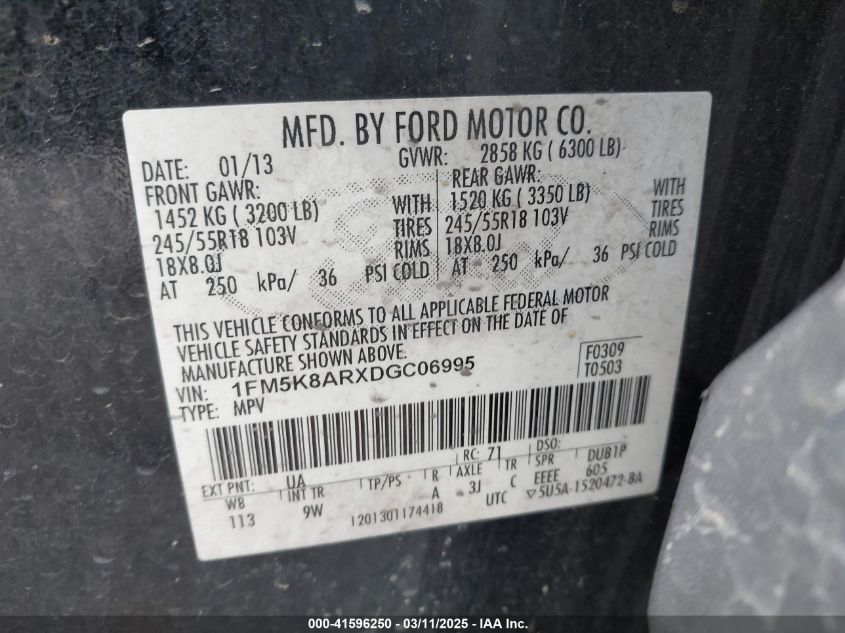 MFD. BY FORD MOTOR CO.
DATE: 01/13 GVWR: 2858 KG ( 6300 LB)
FRONT GAWR: REAR GAWR:
1452 KG ( 3200 LB) WITH 1520 KG ( 3350 LB) WITH
245/55R18 103V TIRES 245/55R18 103V TIRES
18X8.0J RIMS 18X8.0J RIMS
AT 250 kPa/ 36 PSI COLD AT 250 kPa/ 36 PSI COLD
THIS VEHICLE CONFORMS TO ALL APPLICABLE FEDERAL MOTOR
VEHICLE SAFETY STANDARDS IN EFFECT ON THE DATE OF
MANUFACTURE SHOWN ABOVE.
VIN: 1FM5K8ARXDGC06995 F0309
TYPE: MPV T0503
EXT PNT: UA RC: 71 DSO:
WB INT TR TP/PS R AXLE TR SPR DUB1P
113 9W A 3J C EEEE 605
1201301174418 UTC ▽5U5A-1520472-BA
000-41596250 - 03/11/2025 - IAAI.com